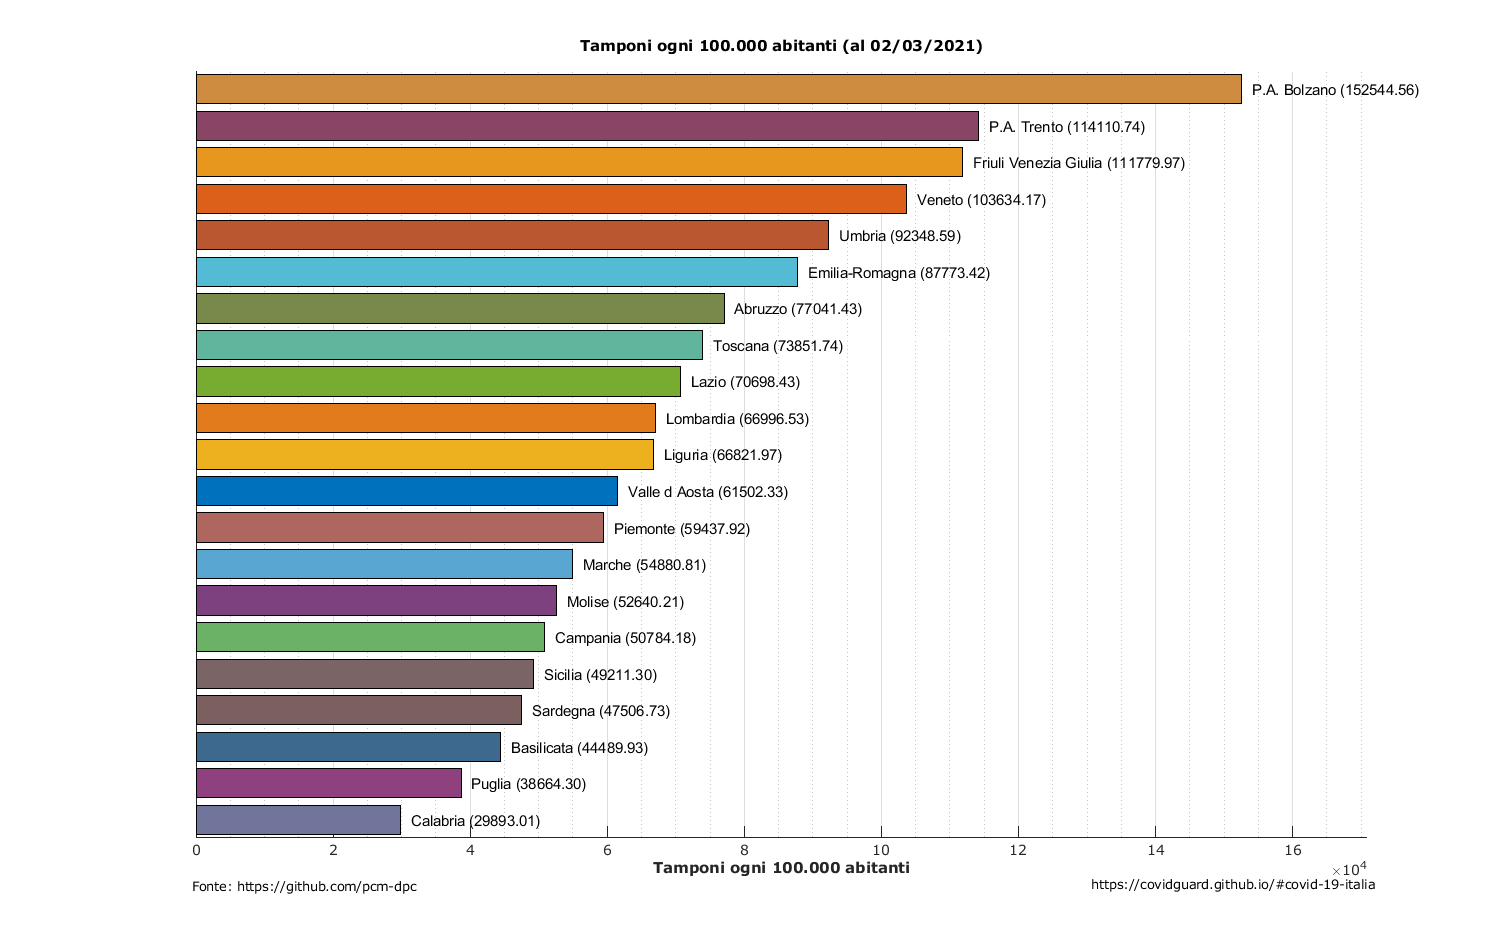 Tamponi ogni 100.000 abitanti (al 02/03/2021)
P.A. Bolzano (152544.56)
P.A. Trento (114110.74)
Friuli Venezia Giulia (111779.97)
Veneto (103634.17)
Umbria (92348.59)
Emilia-Romagna (87773.42)
Abruzzo (77041.43)
Toscana (73851.74)
Lazio (70698.43)
Lombardia (66996.53)
Liguria (66821.97)
Valle d Aosta (61502.33)
Piemonte (59437.92)
Marche (54880.81)
Molise (52640.21)
Campania (50784.18)
Sicilia (49211.30)
Sardegna (47506.73)
Basilicata (44489.93)
Puglia (38664.30)
Calabria (29893.01)
0 2 4 6 8 10 12 14 16
×10⁴
Tamponi ogni 100.000 abitanti
Fonte: https://github.com/pcm-dpc
https://covidguard.github.io/#covid-19-italia